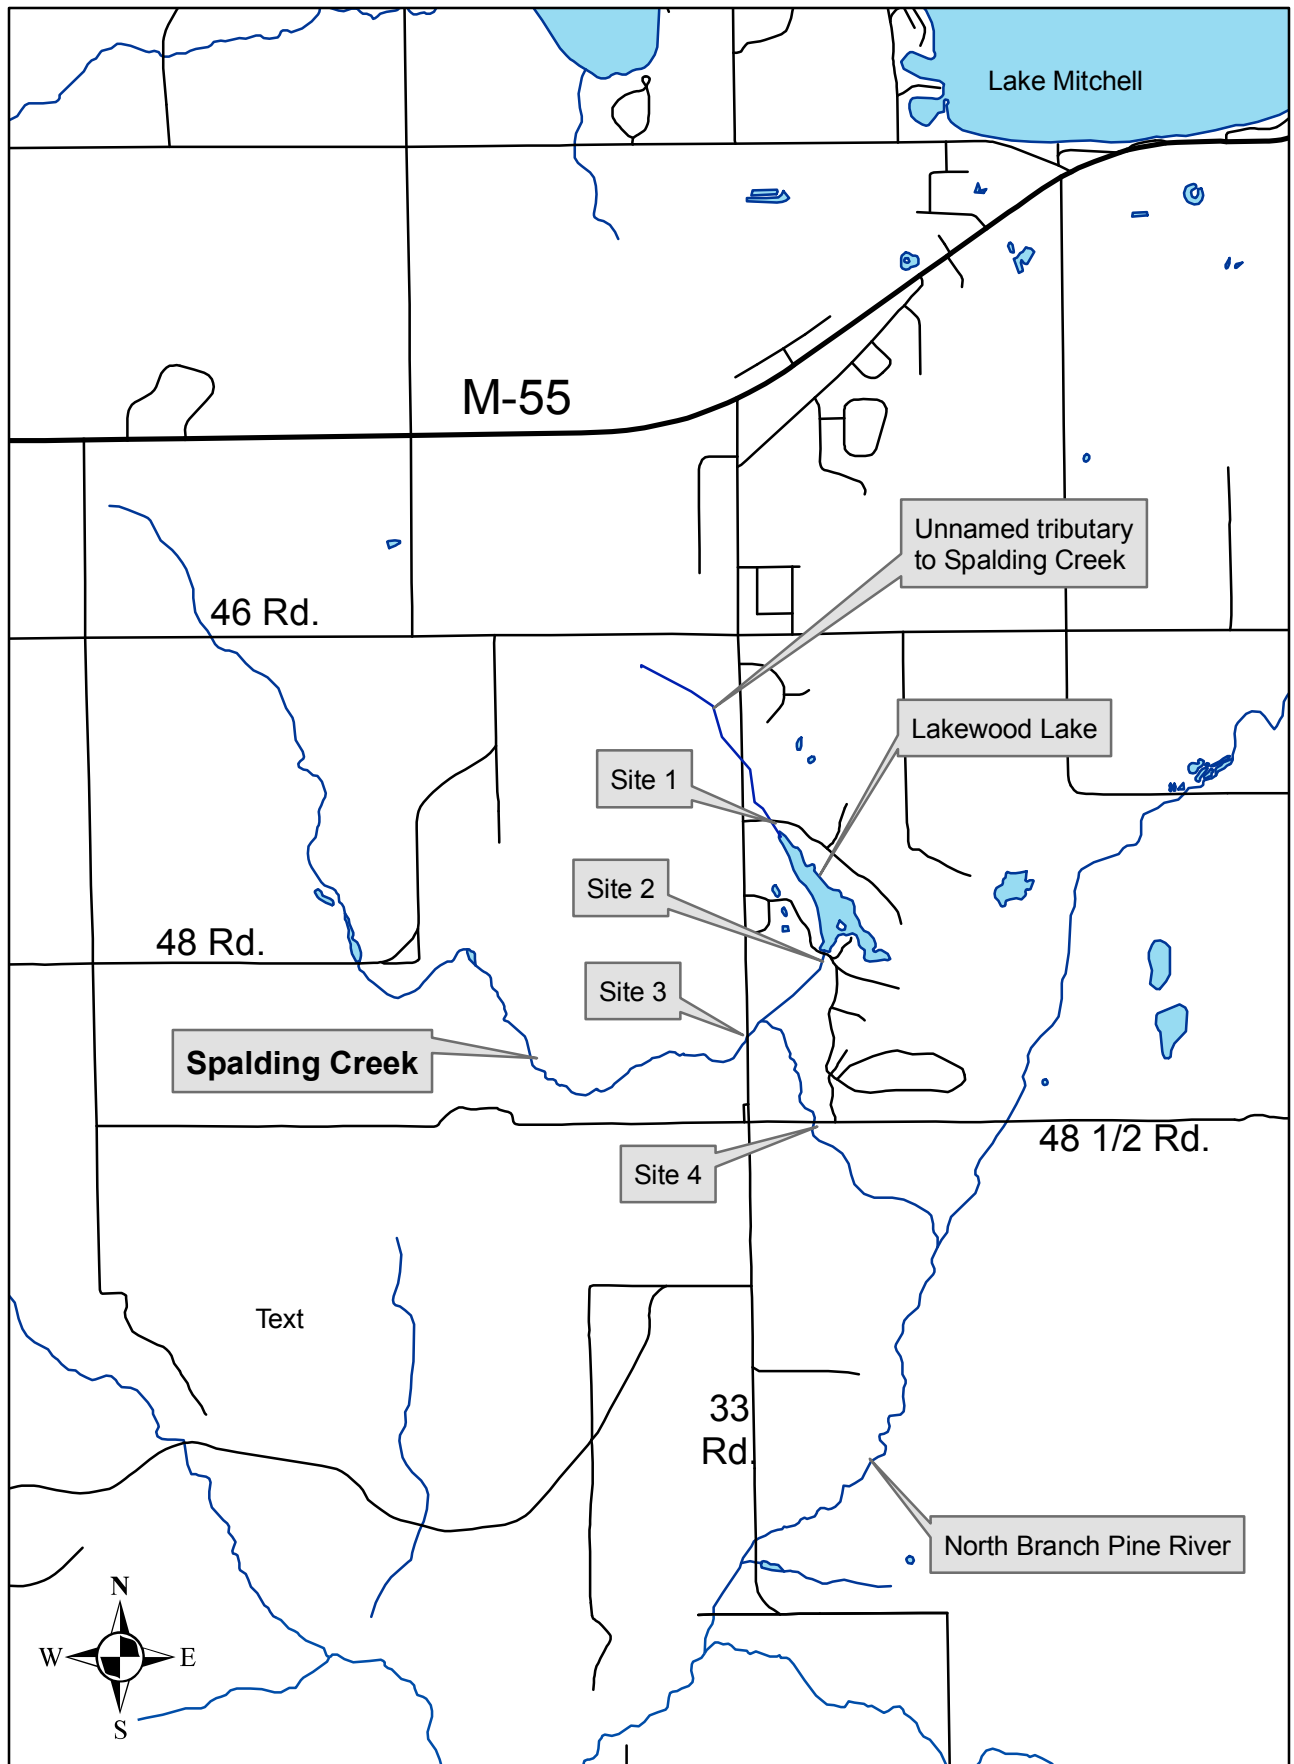 Lake Mitchell
M-55
Unnamed tributary
to Spalding Creek
46 Rd.
Lakewood Lake
Site 1
Site 2
48 Rd.
Site 3
Spalding Creek
48 1/2 Rd.
Site 4
Text
33
Rd.
North Branch Pine River
N
W
E
S